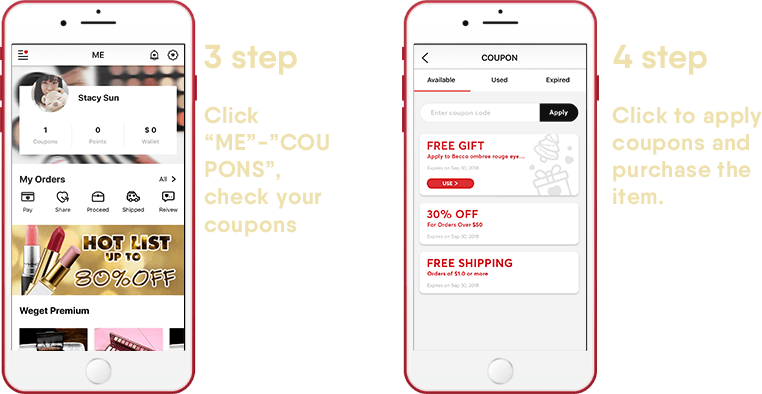 ME
Stacy Sun
1
0
$ 0
Coupons
Points
Wallet
My Orders
All >
Pay
Share
Proceed
Shipped
Reivew
HOT LIST
UP TO
30% OFF
Weget Premium
3 step
Click
“ME”-”COU
PONS”,
check your
coupons
COUPON
Available
Used
Expired
Enter coupon code
Apply
FREE GIFT
Apply to Becca ombree rouge eye...
Expires on Sep 30, 2018
USE >
30% OFF
For Orders Over $50
Expires on Sep 30, 2018
FREE SHIPPING
Orders of $1.0 or more
Expires on Sep 30, 2018
4 step
Click to apply
coupons and
purchase the
item.